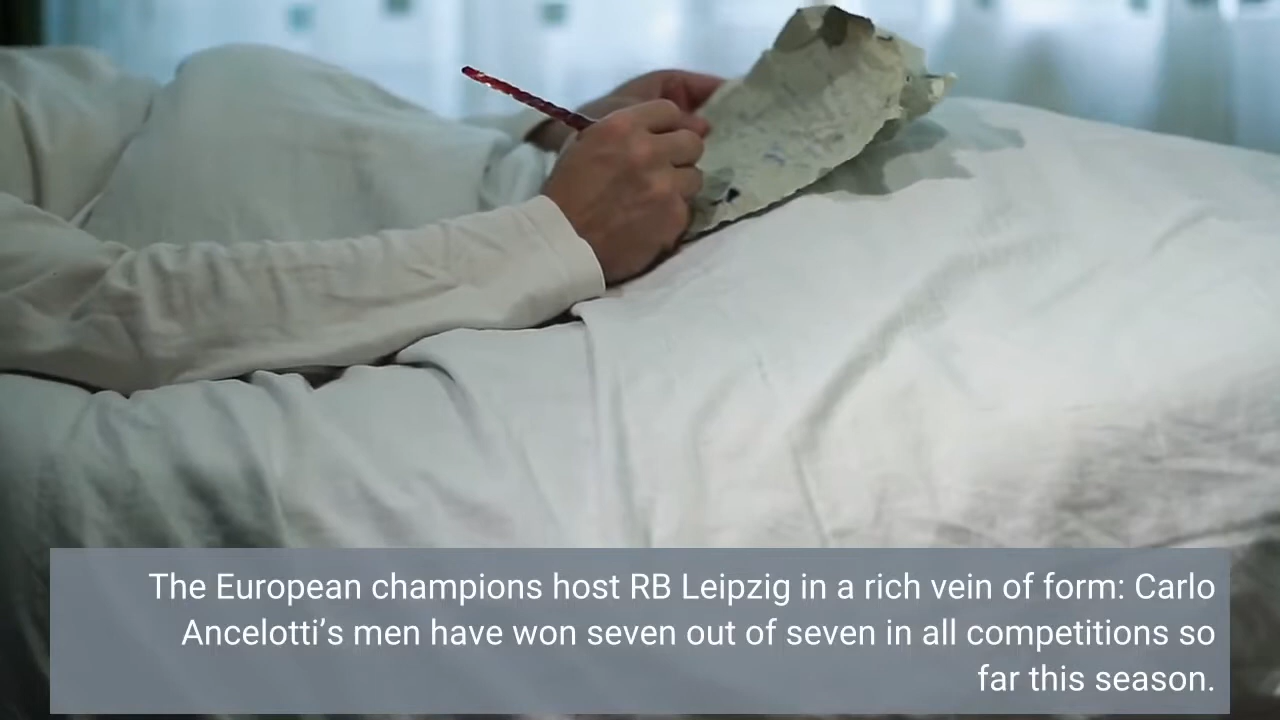 The European champions host RB Leipzig in a rich vein of form: Carlo
Ancelotti’s men have won seven out of seven in all competitions so
far this season.